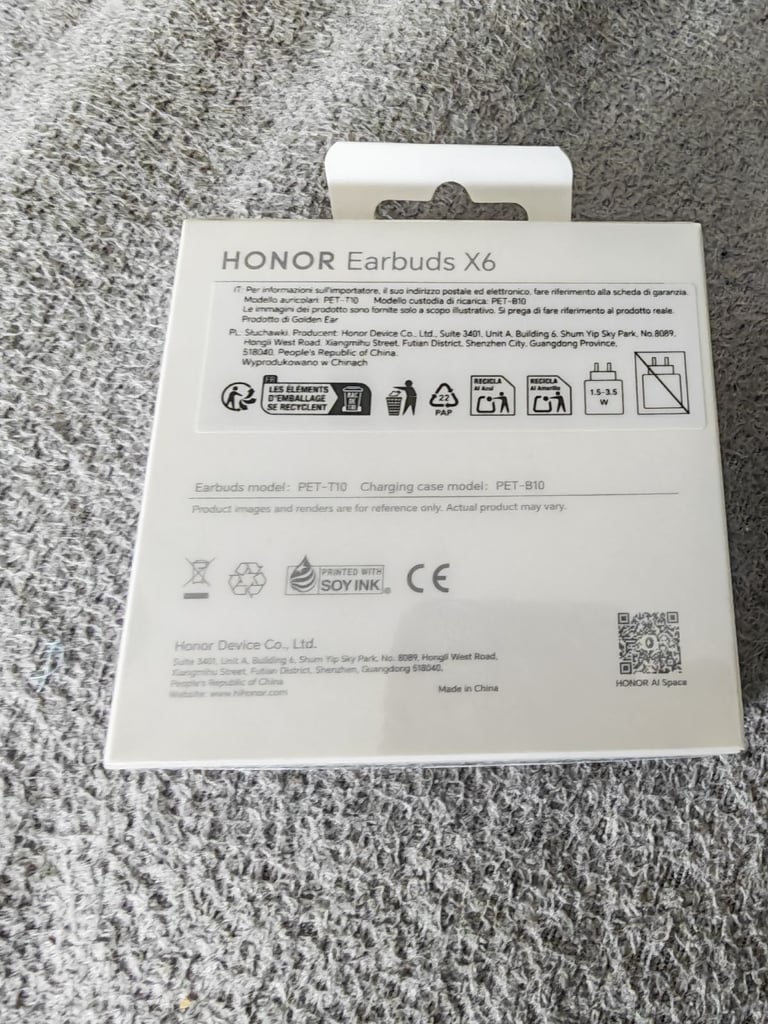 HONOR Earbuds X6
IT: Per informazioni sull'importatore, il suo indirizzo postale ed elettronico, fare riferimento alla scheda di garanzia.
Modello auricolari: PET-T10 Modello custodia di ricarica: PET-B10
Le immagini del prodotto sono fornite solo a scopo illustrativo. Si prega di fare riferimento al prodotto reale.
Prodotto di Golden Ear
PL: Słuchawki. Producent: Honor Device Co., Ltd., Suite 3401, Unit A, Building 6, Shum Yip Sky Park, No.8089,
Hongli West Road, Xiangmihu Street, Futian District, Shenzhen City, Guangdong Province,
518040, People's Republic of China.
Wyprodukowano w Chinach
FR
LES ÉLÉMENTS
D'EMBALLAGE
SE RECYCLENT
BAC DE TRI
22
PAP
RECICLA
Al Azul
RECICLA
Al Amarillo
1.5-3.5
W
Earbuds model: PET-T10 Charging case model: PET-B10
Product images and renders are for reference only. Actual product may vary.
PRINTED WITH
SOY INK
CE
Honor Device Co., Ltd.
Suite 3401, Unit A, Building 6, Shum Yip Sky Park, No. 8089, Hongli West Road,
Xiangmihu Street, Futian District, Shenzhen, Guangdong 518040,
People's Republic of China
Website: www.hihonor.com
Made in China
HONOR AI Space